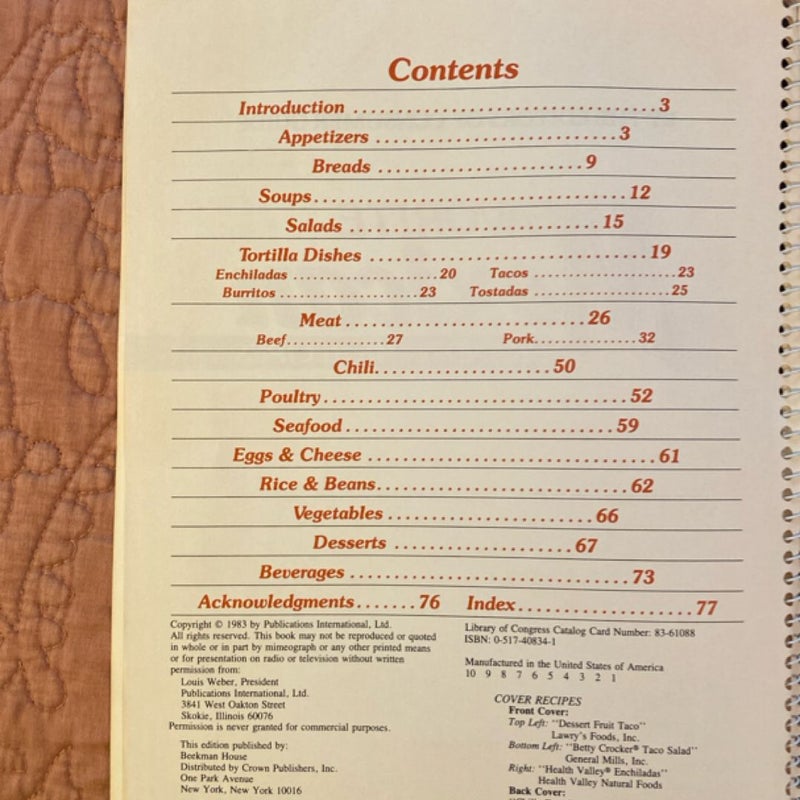 Contents
Introduction ................................ 3
Appetizers ........................... 3
Breads ........................ 9
Soups .................................. 12
Salads ............................ 15
Tortilla Dishes ............................. 19
Enchiladas ...................... 20 Tacos ...................... 23
Burritos ...................... 23 Tostadas ..................... 25
Meat .......................... 26
Beef ............... 27 Pork ............... 32
Chili .................... 50
Poultry .................................. 52
Seafood .............................. 59
Eggs & Cheese ................................ 61
Rice & Beans ............................ 62
Vegetables ....................... 66
Desserts .................... 67
Beverages ............................... 73
Acknowledgments ....... 76 Index .................... 77
Copyright © 1983 by Publications International, Ltd.
All rights reserved. This book may not be reproduced or quoted
in whole or in part by mimeograph or any other printed means
or for presentation on radio or television without written
permission from:
Louis Weber, President
Publications International, Ltd.
3841 West Oakton Street
Skokie, Illinois 60076
Permission is never granted for commercial purposes.
This edition published by:
Beekman House
Distributed by Crown Publishers, Inc.
One Park Avenue
New York, New York 10016
Library of Congress Catalog Card Number: 83-61088
ISBN: 0-517-40834-1
Manufactured in the United States of America
10 9 8 7 6 5 4 3 2 1
COVER RECIPES
Front Cover:
Top Left: "Dessert Fruit Taco"
Lawry's Foods, Inc.
Bottom Left: "Betty Crocker® Taco Salad"
General Mills, Inc.
Right: "Health Valley® Enchiladas"
Health Valley Natural Foods
Back Cover: